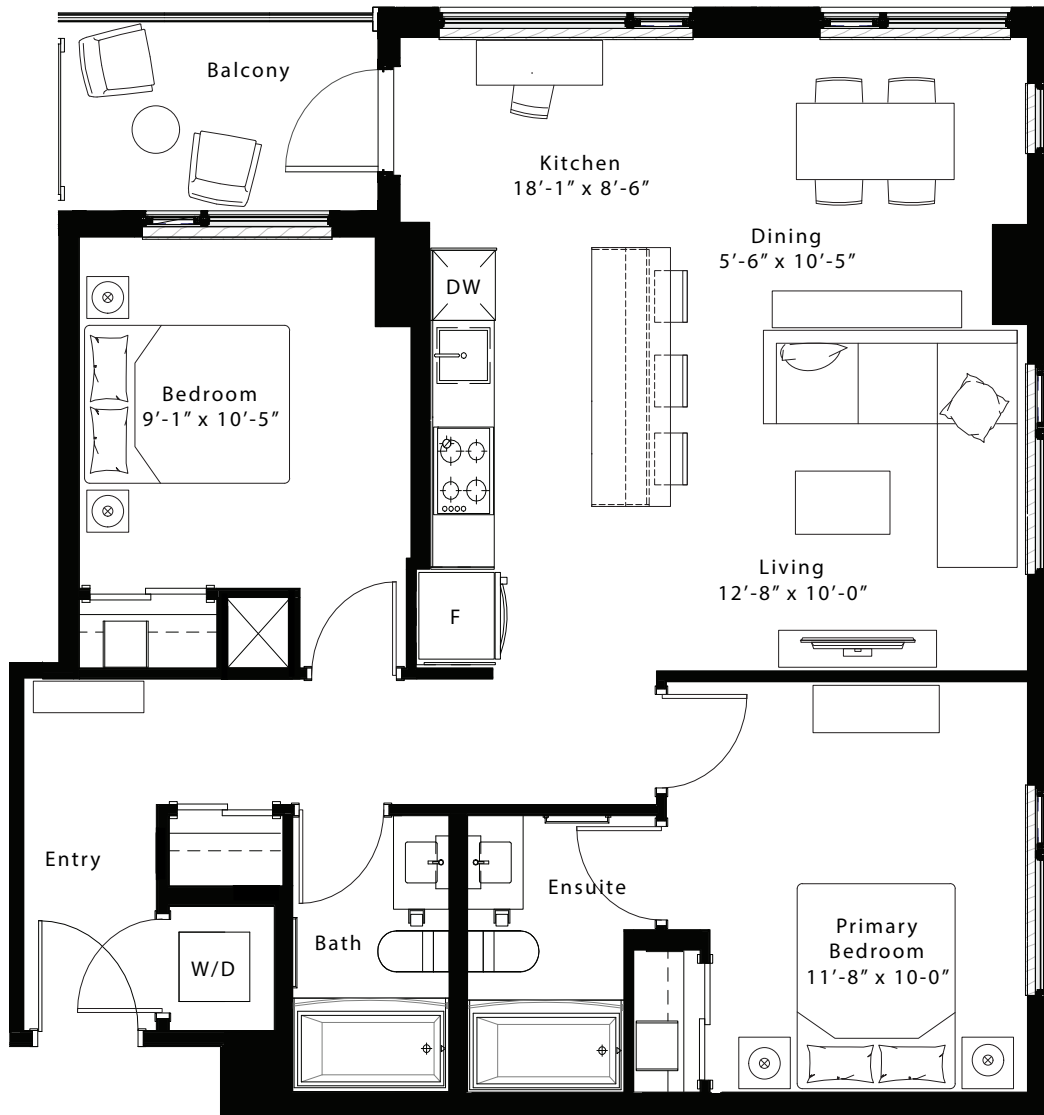 Balcony
Kitchen
18’-1” x 8’-6”
Dining
5’-6” x 10’-5”
DW
Bedroom
9’-1” x 10’-5”
Living
12’-8” x 10’-0”
F
Entry
Ensuite
Primary
Bedroom
11’-8” x 10-0”
Bath
W/D